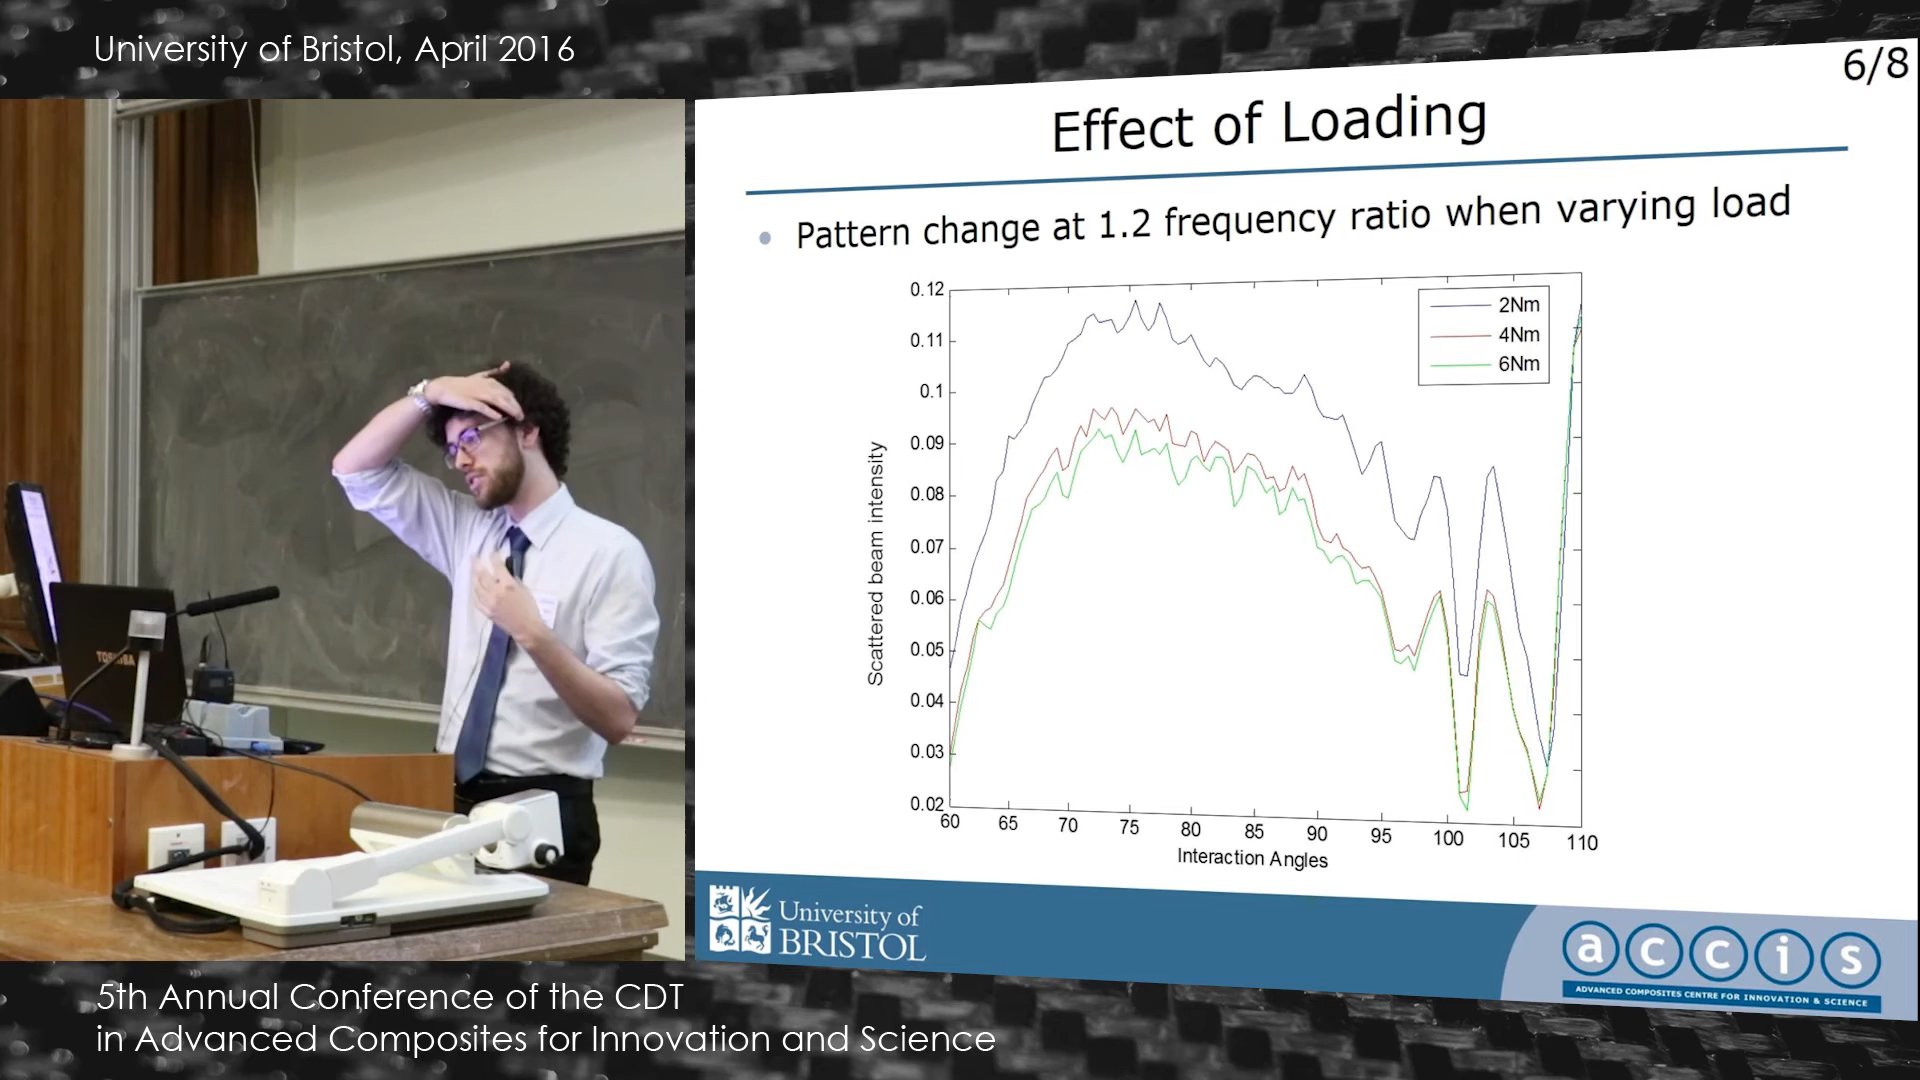 University of Bristol, April 2016
6/8
Effect of Loading
Pattern change at 1.2 frequency ratio when varying load
0.12
0.11
0.1
0.09
0.08
0.07
0.06
0.05
0.04
0.03
0.02
Scattered beam intensity
2Nm
4Nm
6Nm
60 65 70 75 80 85 90 95 100 105 110
Interaction Angles
TOSHIBA
University of
BRISTOL
accis
ADVANCED COMPOSITES CENTRE FOR INNOVATION & SCIENCE
5th Annual Conference of the CDT
in Advanced Composites for Innovation and Science